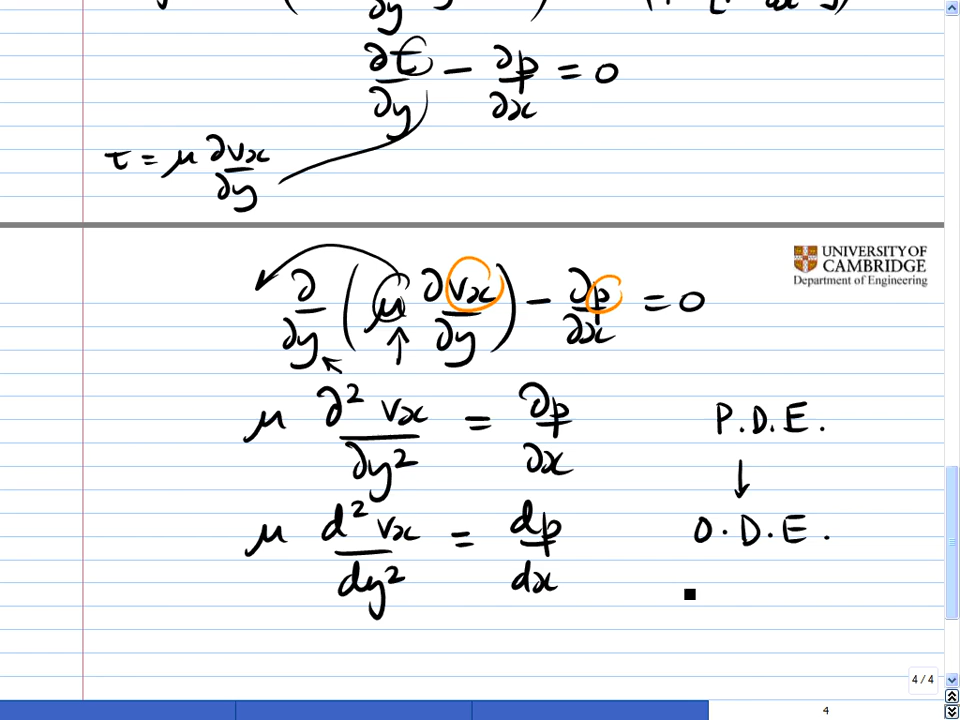 ∂τ/∂y − ∂p/∂x = 0
τ = μ ∂vx/∂y
UNIVERSITY OF
CAMBRIDGE
Department of Engineering
∂/∂y (μ ∂vx/∂y) − ∂p/∂x = 0
μ ∂²vx/∂y² = ∂p/∂x P.D.E.
↓
μ d²vx/dy² = dp/dx O.D.E.
4 / 4
4